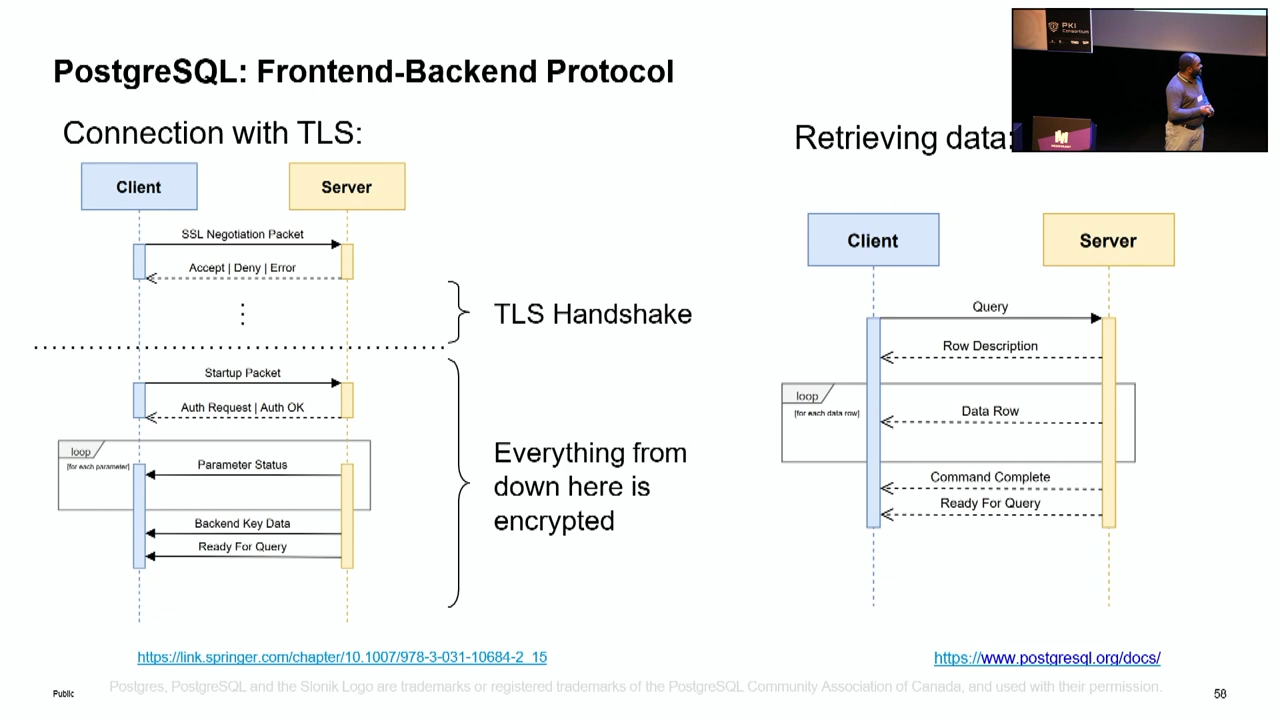 PostgreSQL: Frontend-Backend Protocol
PKI
Consortium
Connection with TLS:
Client
Server
SSL Negotiation Packet
Accept | Deny | Error
TLS Handshake
Startup Packet
Auth Request | Auth OK
loop
[for each parameter]
Parameter Status
Backend Key Data
Ready For Query
Everything from
down here is
encrypted
https://link.springer.com/chapter/10.1007/978-3-031-10684-2_15
Retrieving data:
Client
Server
Query
Row Description
loop
[for each data row]
Data Row
Command Complete
Ready For Query
https://www.postgresql.org/docs/
Public
Postgres, PostgreSQL and the Slonik Logo are trademarks or registered trademarks of the PostgreSQL Community Association of Canada, and used with their permission.
58